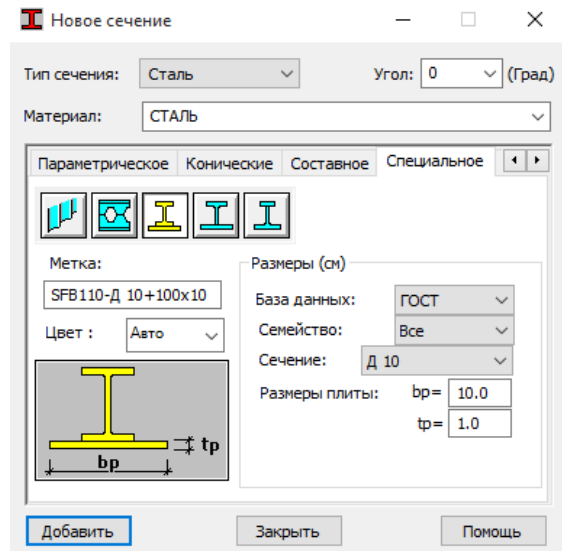 Новое сечение
Тип сечения: Сталь Угол: 0 (Град)
Материал: СТАЛЬ
Параметрическое Конические Составное Специальное
Метка:
SFB110-Д 10+100x10
Цвет : Авто
tp
bp
Размеры (см)
База данных: ГОСТ
Семейство: Все
Сечение: Д 10
Размеры плиты: bp= 10.0
tp= 1.0
Добавить Закрыть Помощь